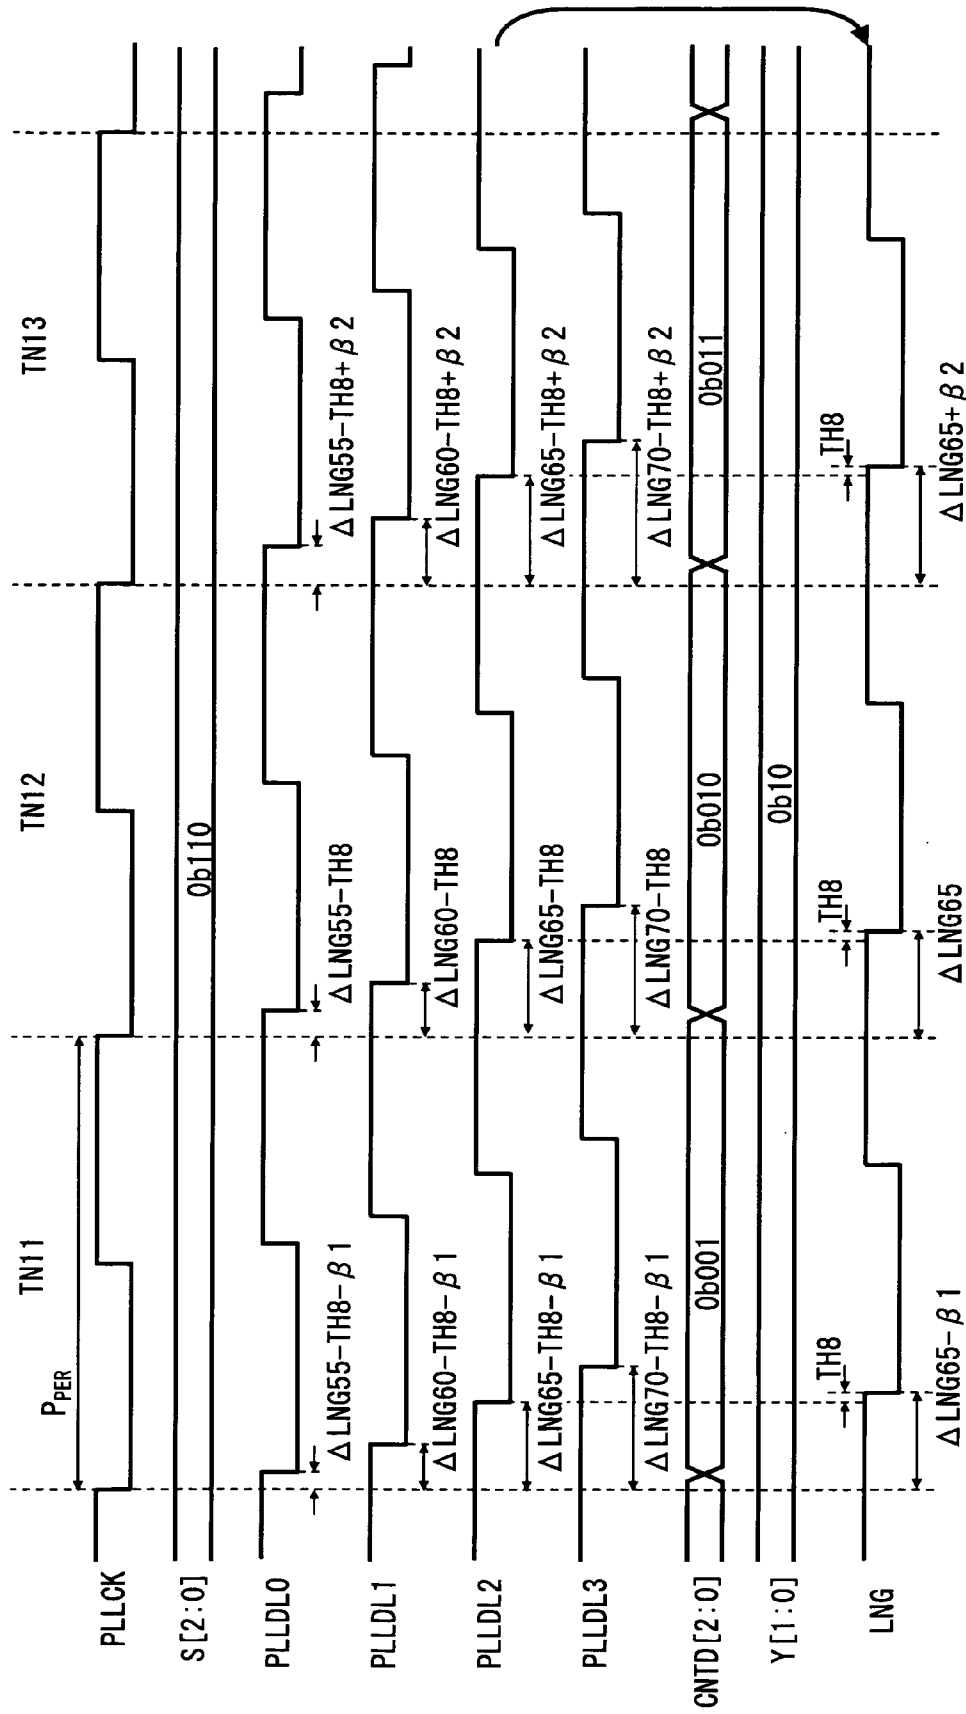 TN11 TN12 TN13
PPER
PLLCK
S[2:0] 0b110
PLLDL0
ΔLNG55-TH8-β1 ΔLNG55-TH8 ΔLNG55-TH8+β2
PLLDL1
ΔLNG60-TH8-β1 ΔLNG60-TH8 ΔLNG60-TH8+β2
PLLDL2
ΔLNG65-TH8-β1 ΔLNG65-TH8 ΔLNG65-TH8+β2
PLLDL3
ΔLNG70-TH8-β1 ΔLNG70-TH8 ΔLNG70-TH8+β2
CNTD[2:0] 0b001 0b010 0b011
Y[1:0] 0b10
TH8 TH8 TH8
LNG
ΔLNG65-β1 ΔLNG65 ΔLNG65+β2